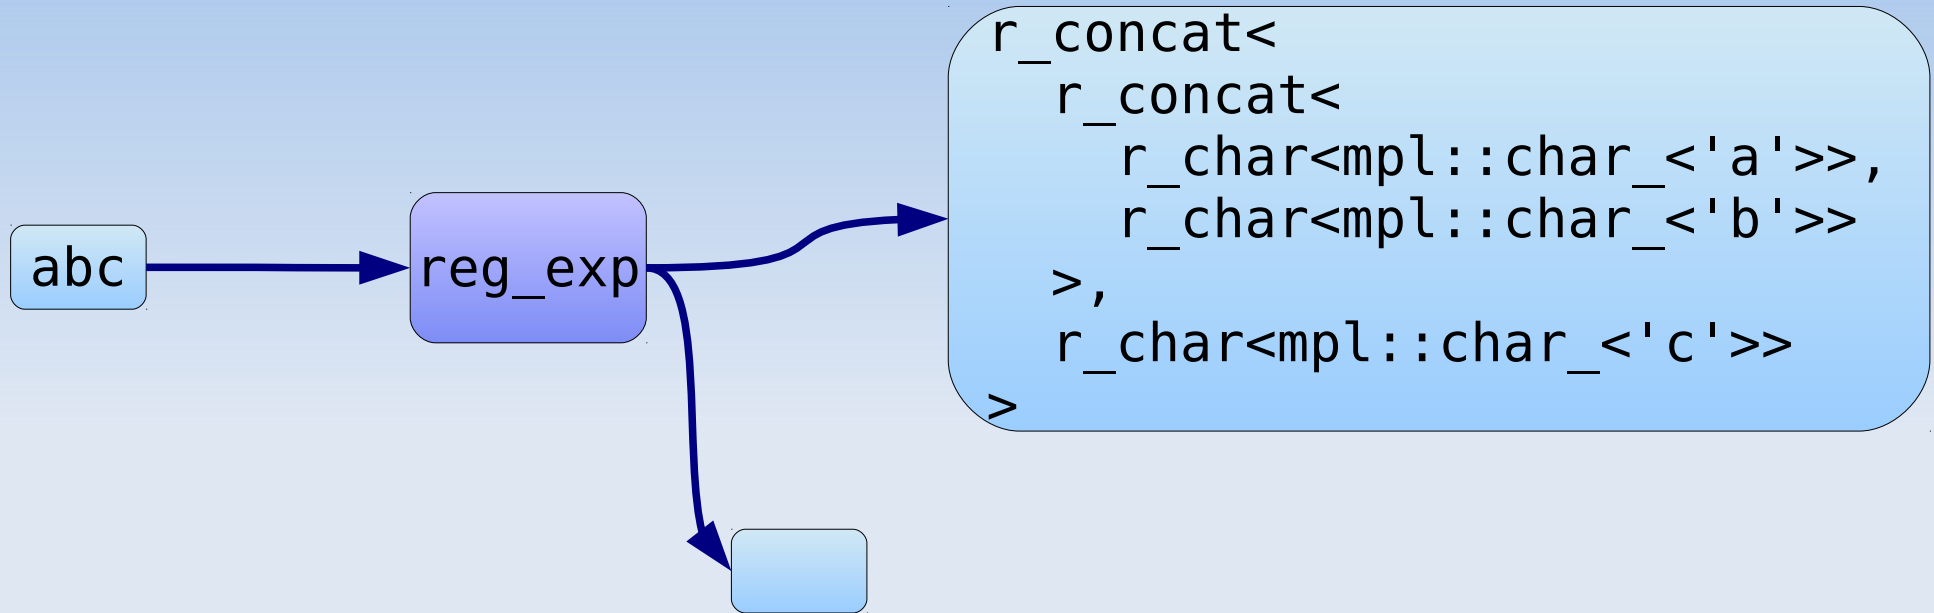 abc
reg_exp
r_concat<
  r_concat<
    r_char<mpl::char_<'a'>>,
    r_char<mpl::char_<'b'>>
  >,
  r_char<mpl::char_<'c'>>
>